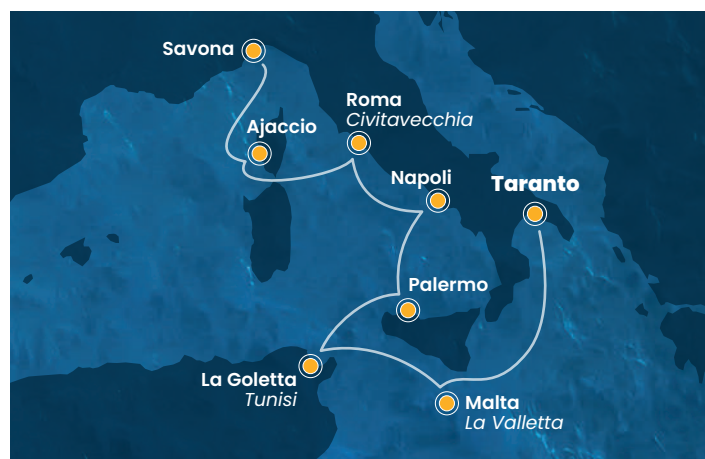 Savona
Roma
Civitavecchia
Ajaccio
Napoli
Taranto
Palermo
La Goletta
Tunisi
Malta
La Valletta